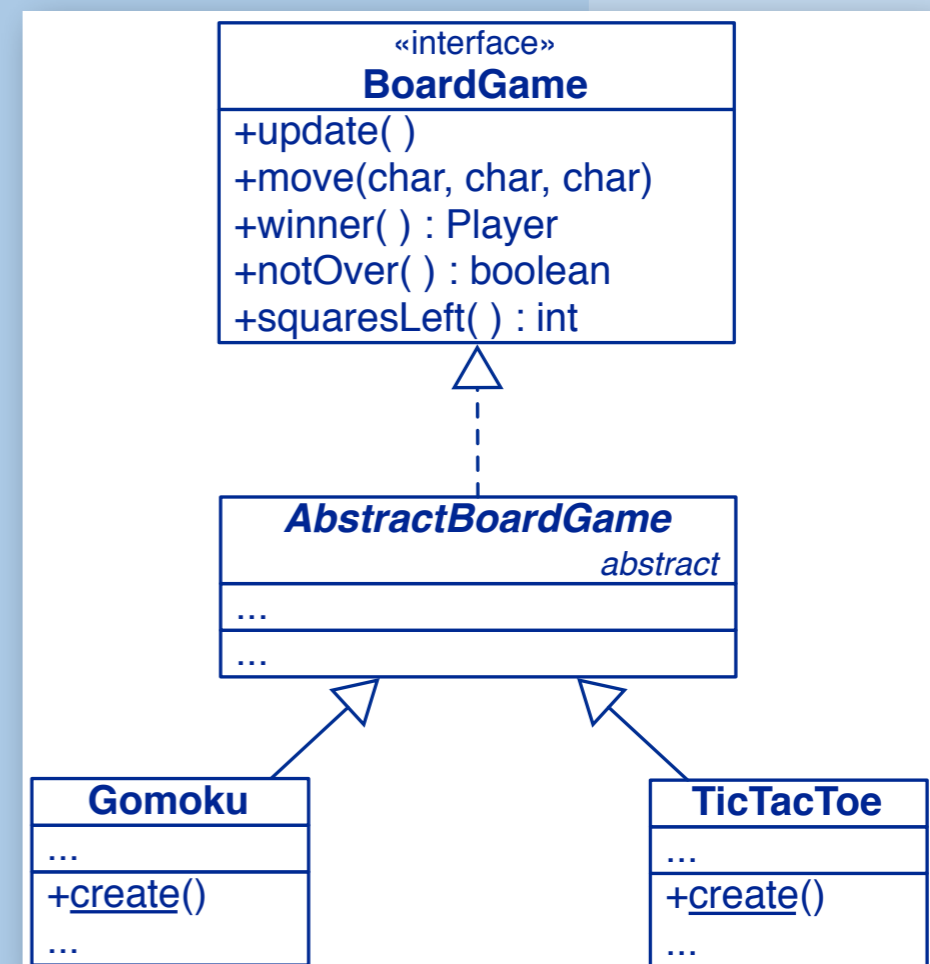 «interface»
BoardGame
+update( )
+move(char, char, char)
+winner( ) : Player
+notOver( ) : boolean
+squaresLeft( ) : int
AbstractBoardGame
abstract
...
...
Gomoku
...
+create()
...
TicTacToe
...
+create()
...